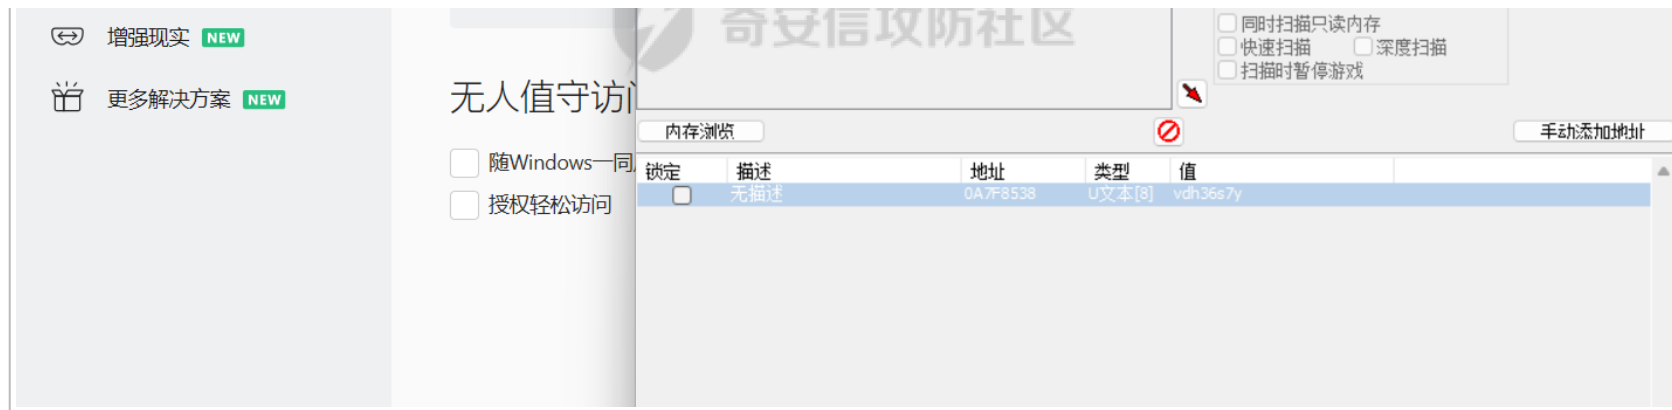 增强现实 NEW
更多解决方案 NEW
无人值守访问
随Windows一同
授权轻松访问
奇安信攻防社区
同时扫描只读内存
快速扫描 深度扫描
扫描时暂停游戏
内存浏览 手动添加地址
锁定 描述 地址 类型 值
无描述 0A7F8538 U文本[8] vdh36s7y